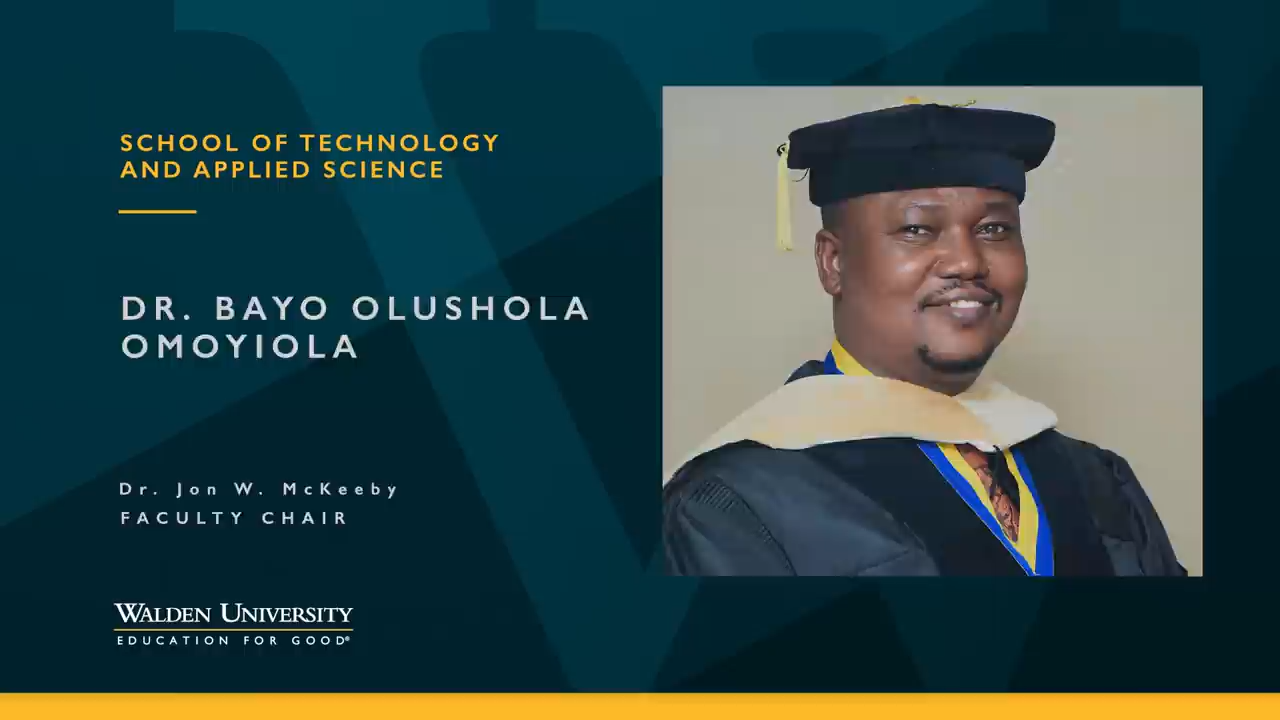 SCHOOL OF TECHNOLOGY
AND APPLIED SCIENCE
DR. BAYO OLUSHOLA
OMOYIOLA
Dr. Jon W. McKeeby
FACULTY CHAIR
WALDEN UNIVERSITY
EDUCATION FOR GOOD®